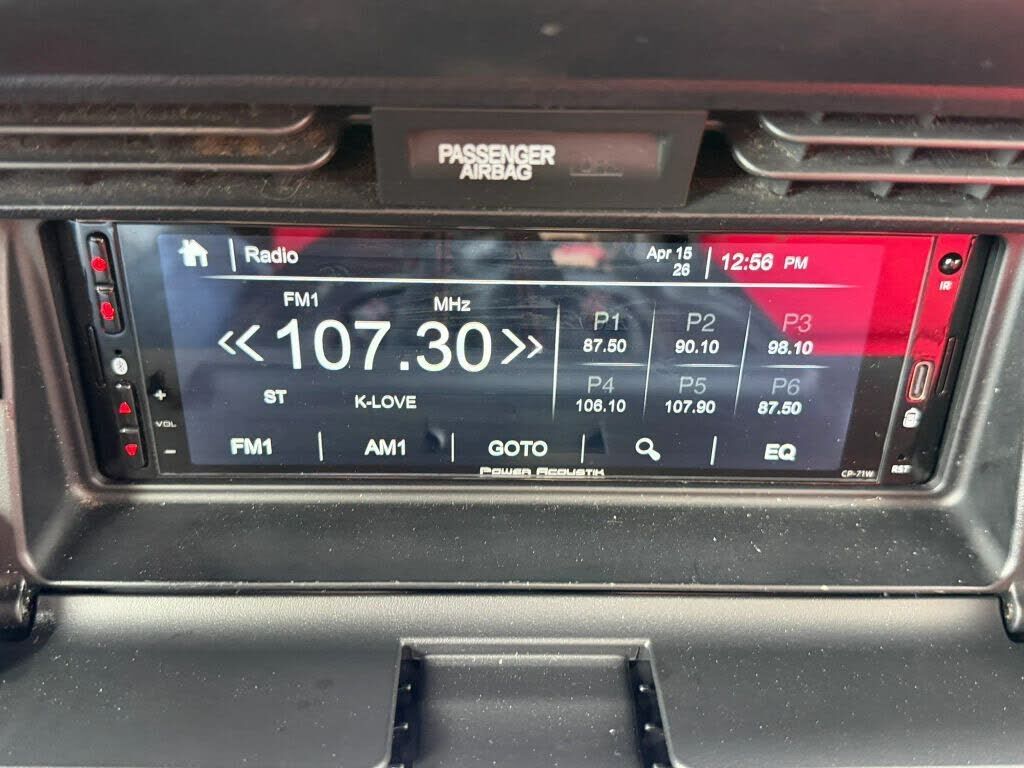 PASSENGER
AIRBAG
Radio
Apr 15
26
12:56 PM
IR
FM1
MHz
<< 107.30 >>
ST
K-LOVE
P1
87.50
P2
90.10
P3
98.10
P4
106.10
P5
107.90
P6
87.50
+
VOL
−
FM1
AM1
GOTO
EQ
POWER ACOUSTIK
CP-71W
RST